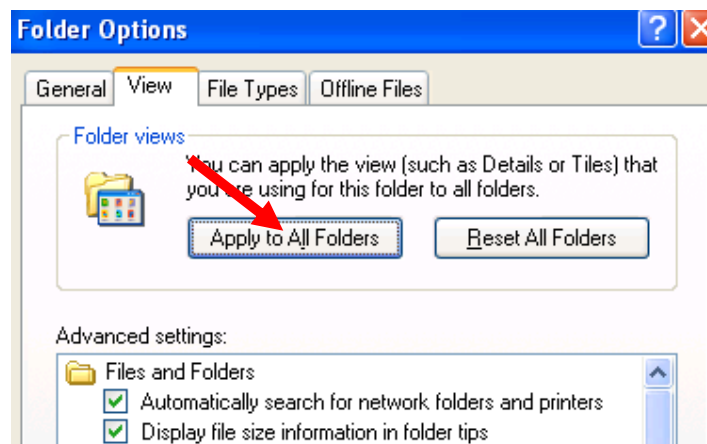 Folder Options
General View File Types Offline Files
Folder views
You can apply the view (such as Details or Tiles) that
you are using for this folder to all folders.
Apply to All Folders Reset All Folders
Advanced settings:
Files and Folders
Automatically search for network folders and printers
Display file size information in folder tips